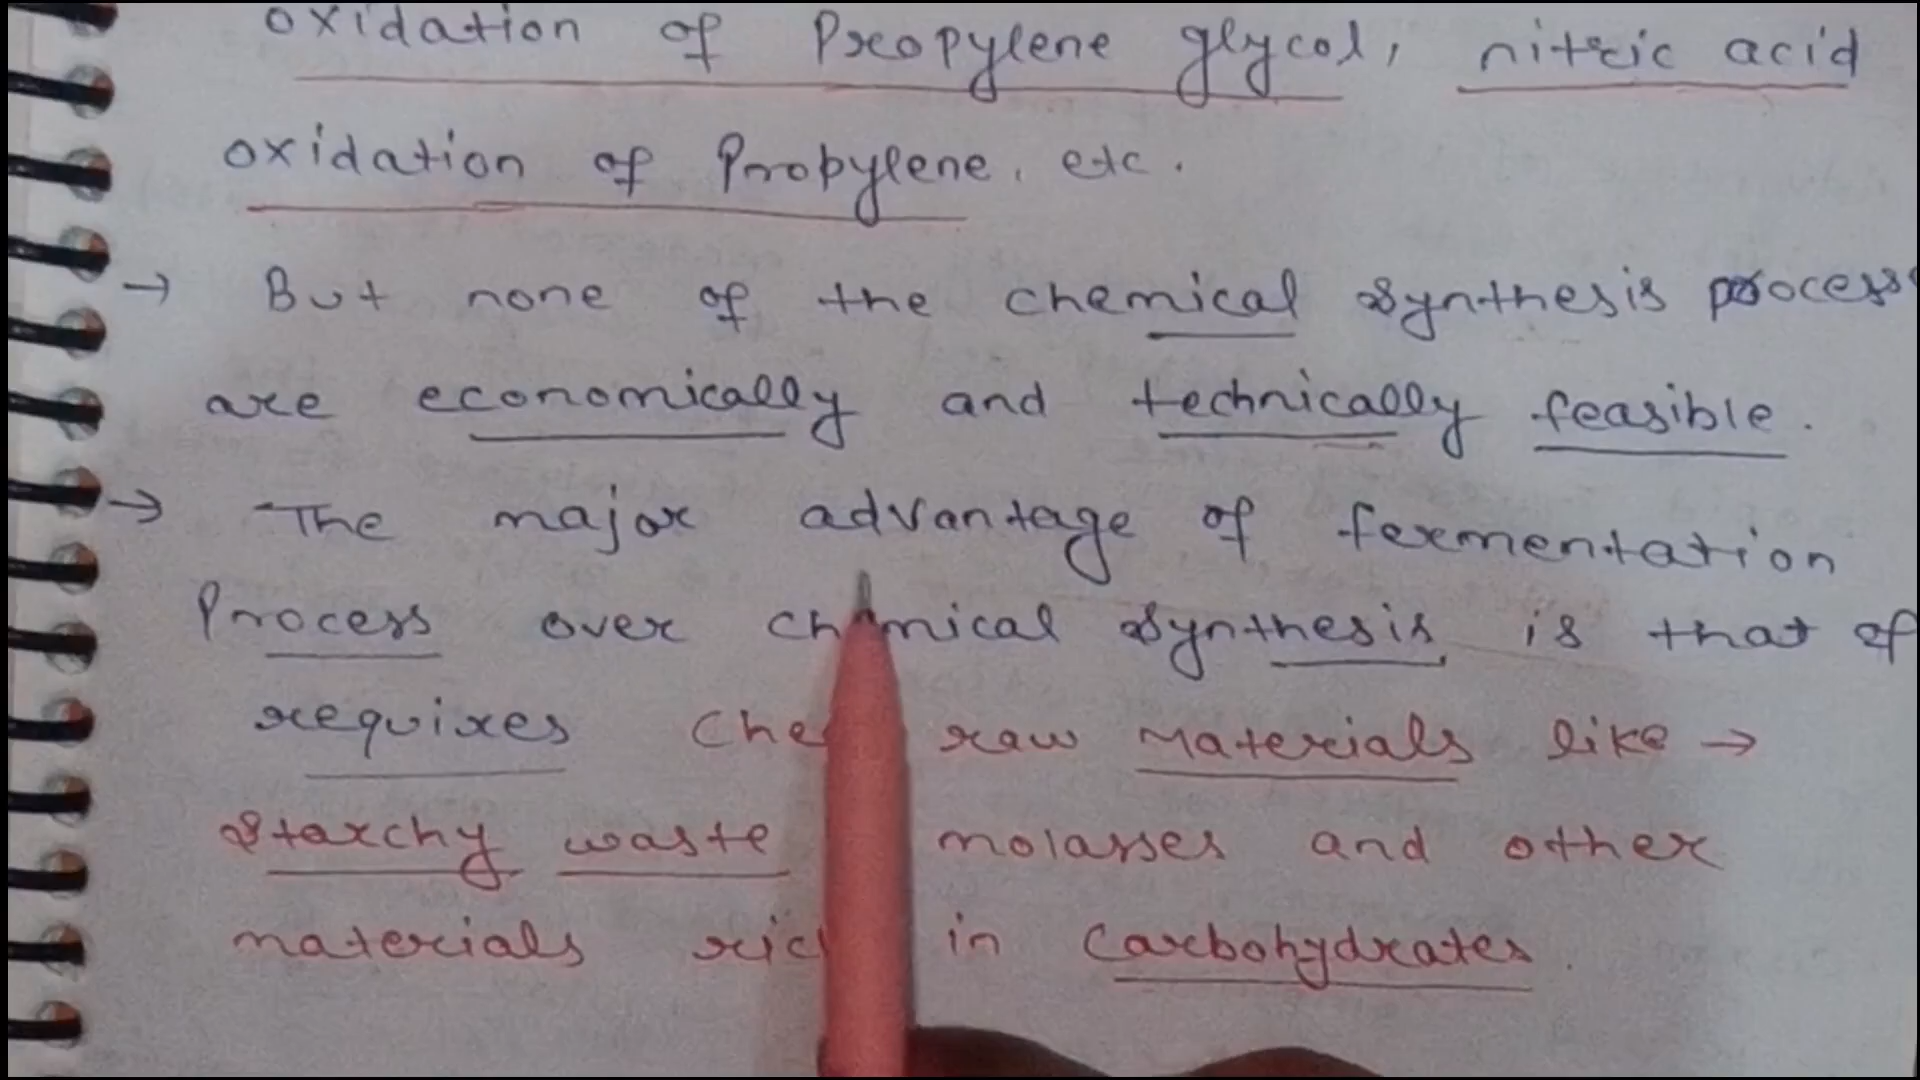 oxidation of Propylene glycol, nitric acid
oxidation of Propylene, etc.
→ But none of the chemical synthesis process
are economically and technically feasible.
→ The major advantage of fermentation
Process over chemical synthesis is that of
requires raw materials like →
starchy waste molasses and other
materials in carbohydrates.